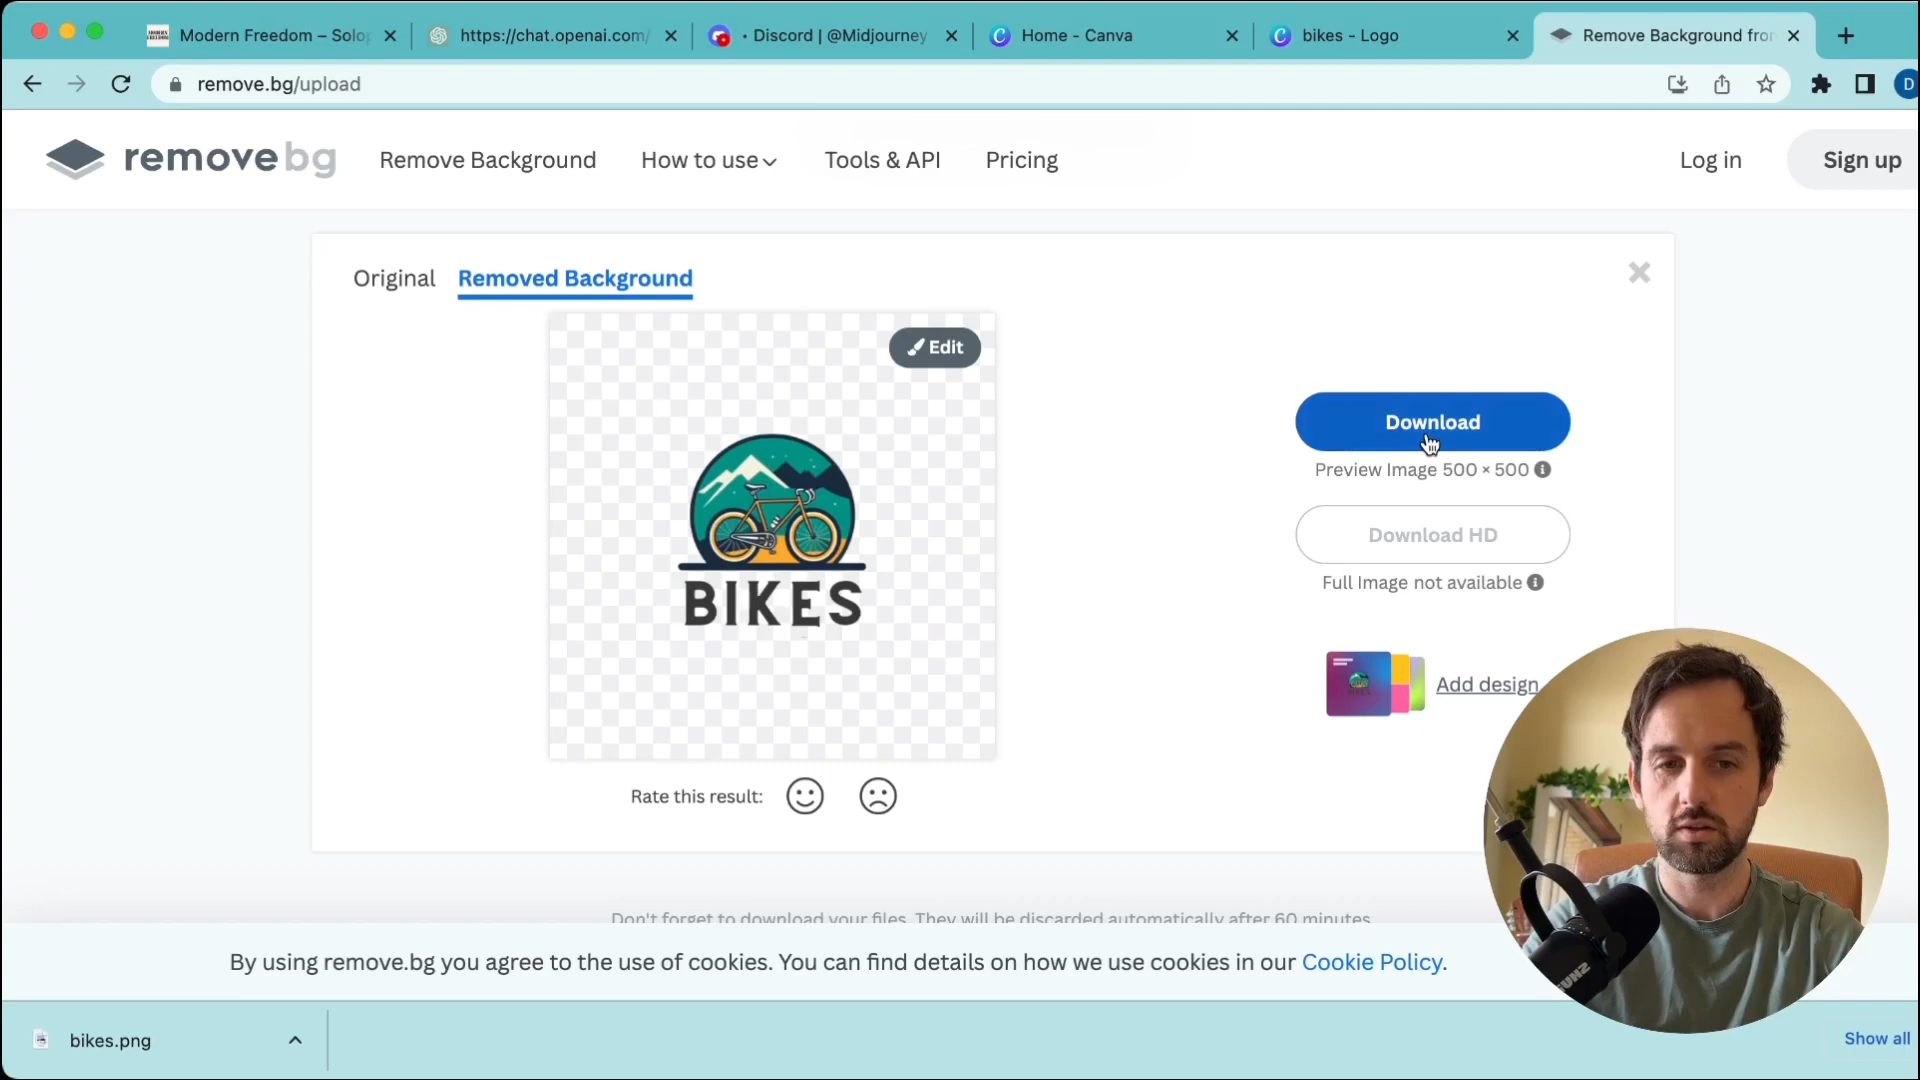 Modern Freedom – Solop
https://chat.openai.com/
• Discord | @Midjourney
Home - Canva
bikes - Logo
Remove Background from
remove.bg/upload
D
removebg
Remove Background
How to use
Tools & API
Pricing
Log in
Sign up
Original
Removed Background
Edit
BIKES
Download
Preview Image 500 × 500
Download HD
Full Image not available
Add design
Rate this result:
Don't forget to download your files. They will be discarded automatically after 60 minutes.
By using remove.bg you agree to the use of cookies. You can find details on how we use cookies in our Cookie Policy.
bikes.png
Show all